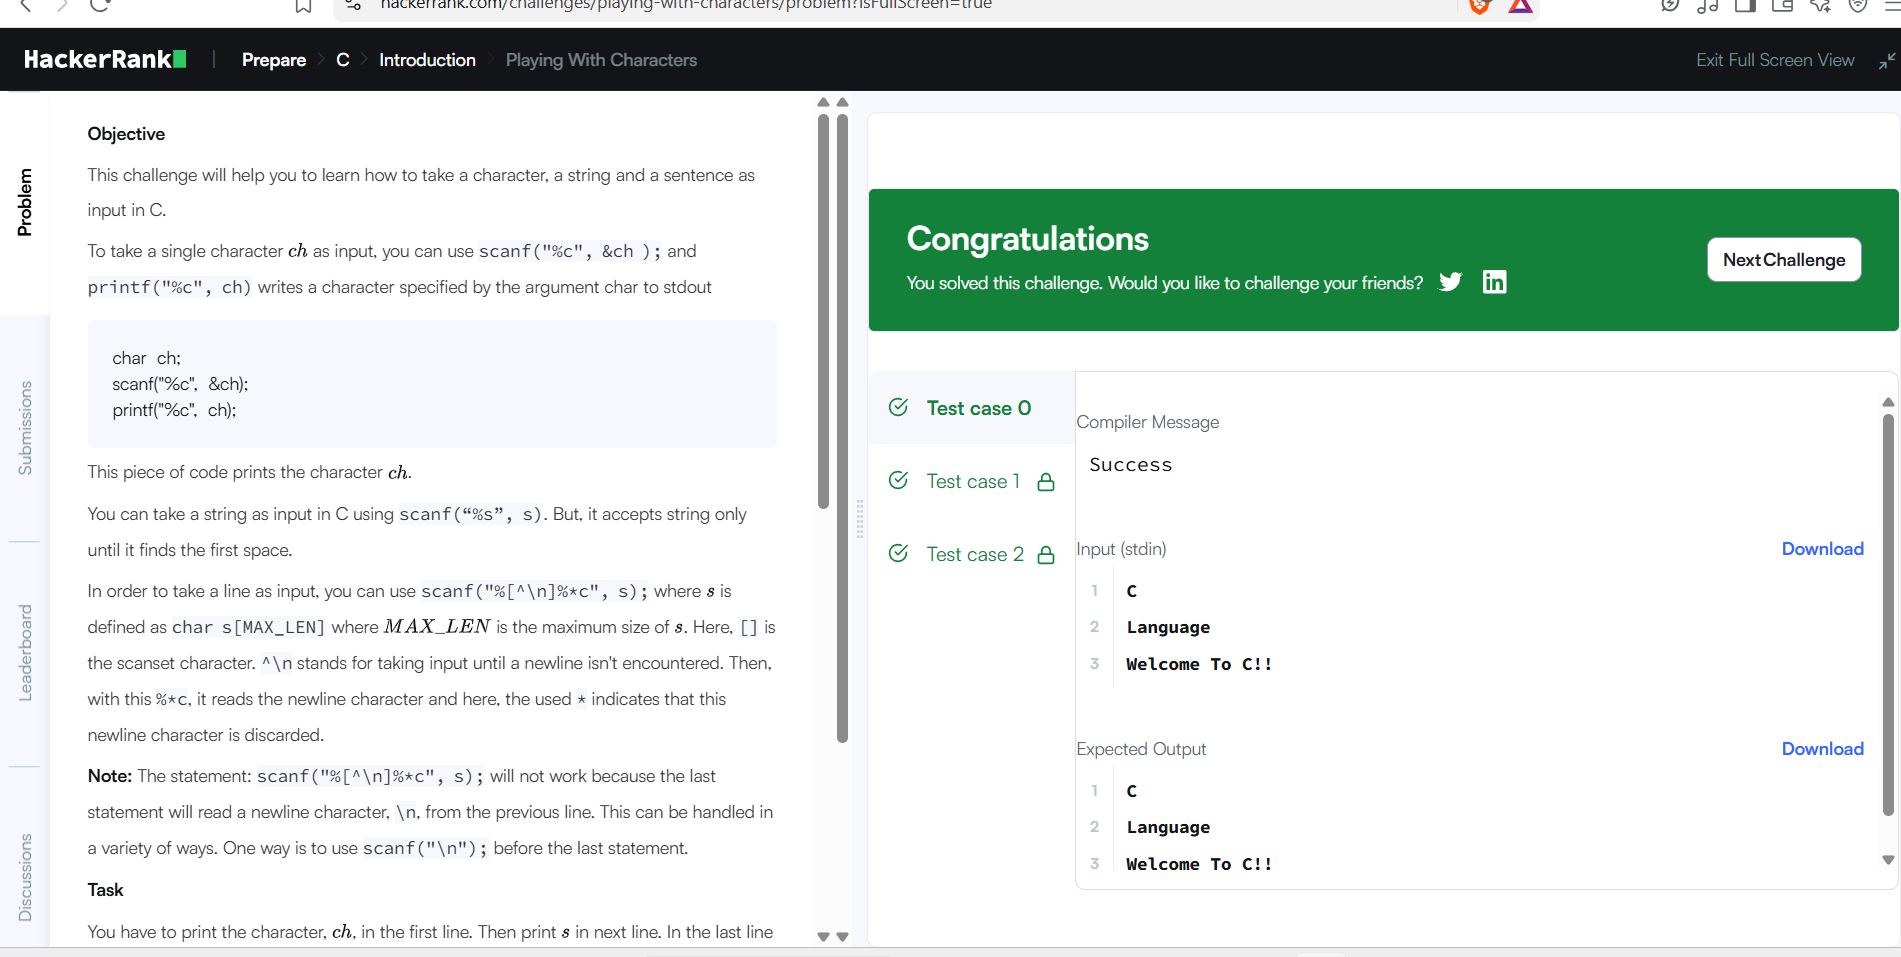 hackerrank.com/challenges/playing-with-characters/problem?isFullScreen=true
HackerRank
Prepare
C
Introduction
Playing With Characters
Exit Full Screen View
Problem
Submissions
Leaderboard
Discussions
Objective
This challenge will help you to learn how to take a character, a string and a sentence as
input in C.
To take a single character ch as input, you can use scanf("%c", &ch ); and
printf("%c", ch) writes a character specified by the argument char to stdout
char ch;
scanf("%c", &ch);
printf("%c", ch);
This piece of code prints the character ch.
You can take a string as input in C using scanf(“%s”, s). But, it accepts string only
until it finds the first space.
In order to take a line as input, you can use scanf("%[^\n]%*c", s); where s is
defined as char s[MAX_LEN] where MAX_LEN is the maximum size of s. Here, [] is
the scanset character. ^\n stands for taking input until a newline isn't encountered. Then,
with this %*c, it reads the newline character and here, the used * indicates that this
newline character is discarded.
Note: The statement: scanf("%[^\n]%*c", s); will not work because the last
statement will read a newline character, \n, from the previous line. This can be handled in
a variety of ways. One way is to use scanf("\n"); before the last statement.
Task
You have to print the character, ch, in the first line. Then print s in next line. In the last line
Congratulations
You solved this challenge. Would you like to challenge your friends?
Next Challenge
Test case 0
Test case 1
Test case 2
Compiler Message
Success
Input (stdin)
Download
1 C
2 Language
3 Welcome To C!!
Expected Output
Download
1 C
2 Language
3 Welcome To C!!